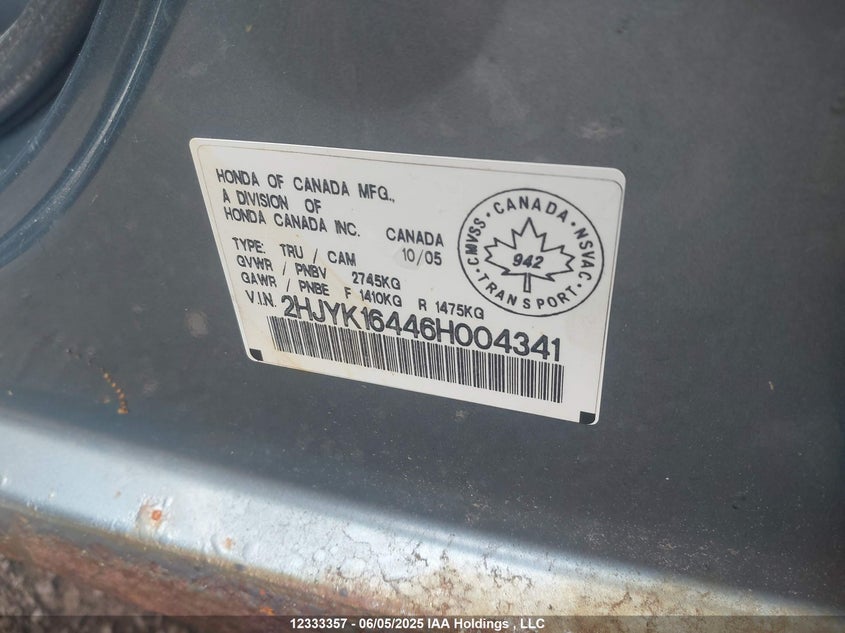 HONDA OF CANADA MFG.,
A DIVISION OF
HONDA CANADA INC. CANADA
TYPE: TRU / CAM 10/05
GVWR / PNBV 2745KG
GAWR / PNBE F 1410KG R 1475KG
V.I.N. 2HJYK16446H004341
CMVSS · CANADA · NSVAC
942
· TRANSPORT ·
12333357 - 06/05/2025 IAA Holdings , LLC